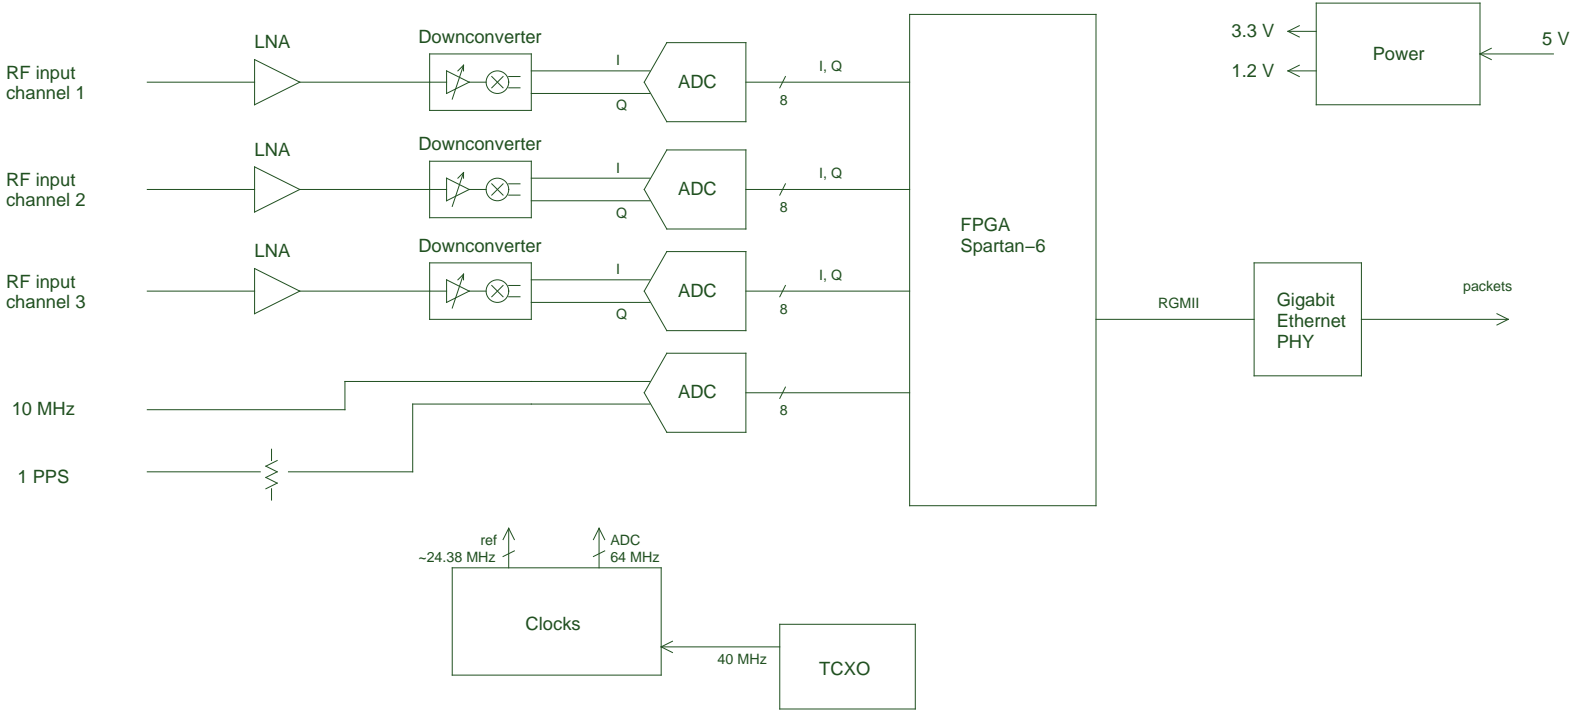 LNA
Downconverter
RF input
channel 1
I
Q
ADC
I, Q
8
3.3 V
1.2 V
Power
5 V
LNA
Downconverter
RF input
channel 2
I
Q
ADC
I, Q
8
FPGA
Spartan−6
LNA
Downconverter
RF input
channel 3
I
Q
ADC
I, Q
8
RGMII
Gigabit
Ethernet
PHY
packets
10 MHz
ADC
8
1 PPS
ref
~24.38 MHz
ADC
64 MHz
Clocks
40 MHz
TCXO